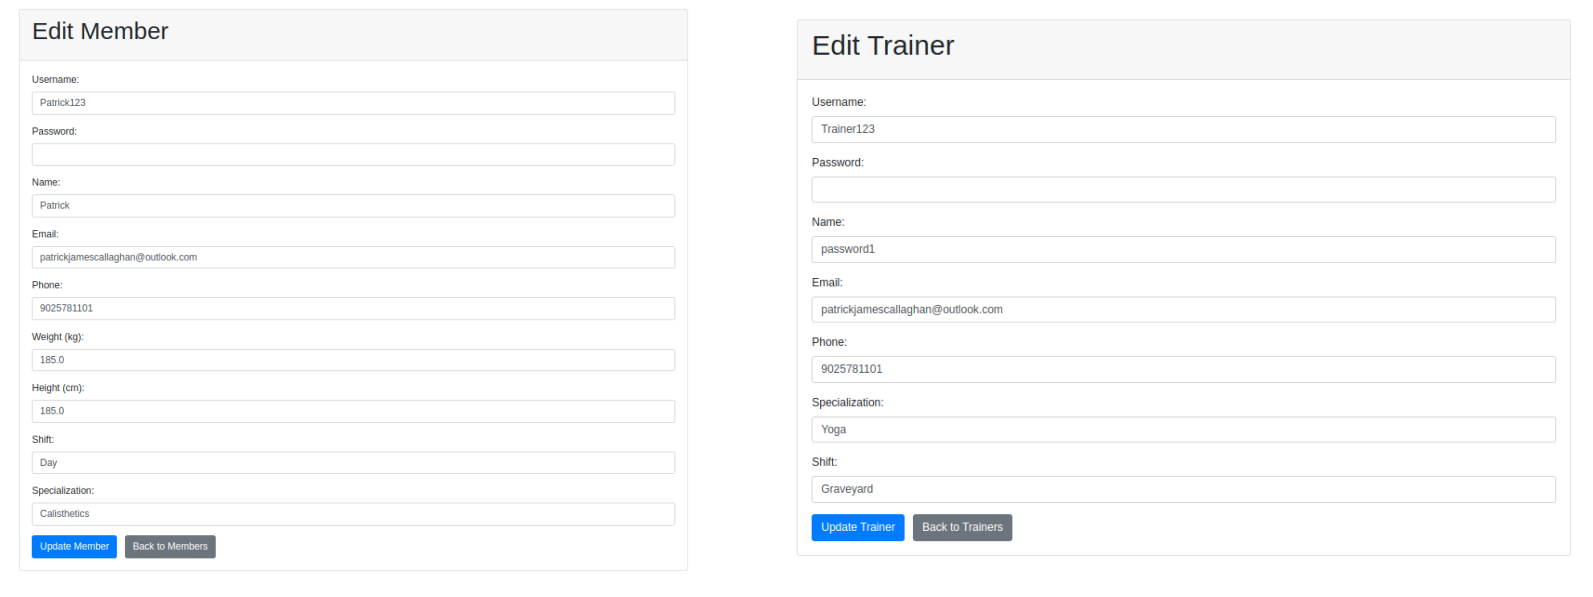 Edit Member
Username:
Patrick123
Password:
Name:
Patrick
Email:
patrickjamescallaghan@outlook.com
Phone:
9025781101
Weight (kg):
185.0
Height (cm):
185.0
Shift:
Day
Specialization:
Calisthetics
Update Member Back to Members
Edit Trainer
Username:
Trainer123
Password:
Name:
password1
Email:
patrickjamescallaghan@outlook.com
Phone:
9025781101
Specialization:
Yoga
Shift:
Graveyard
Update Trainer Back to Trainers